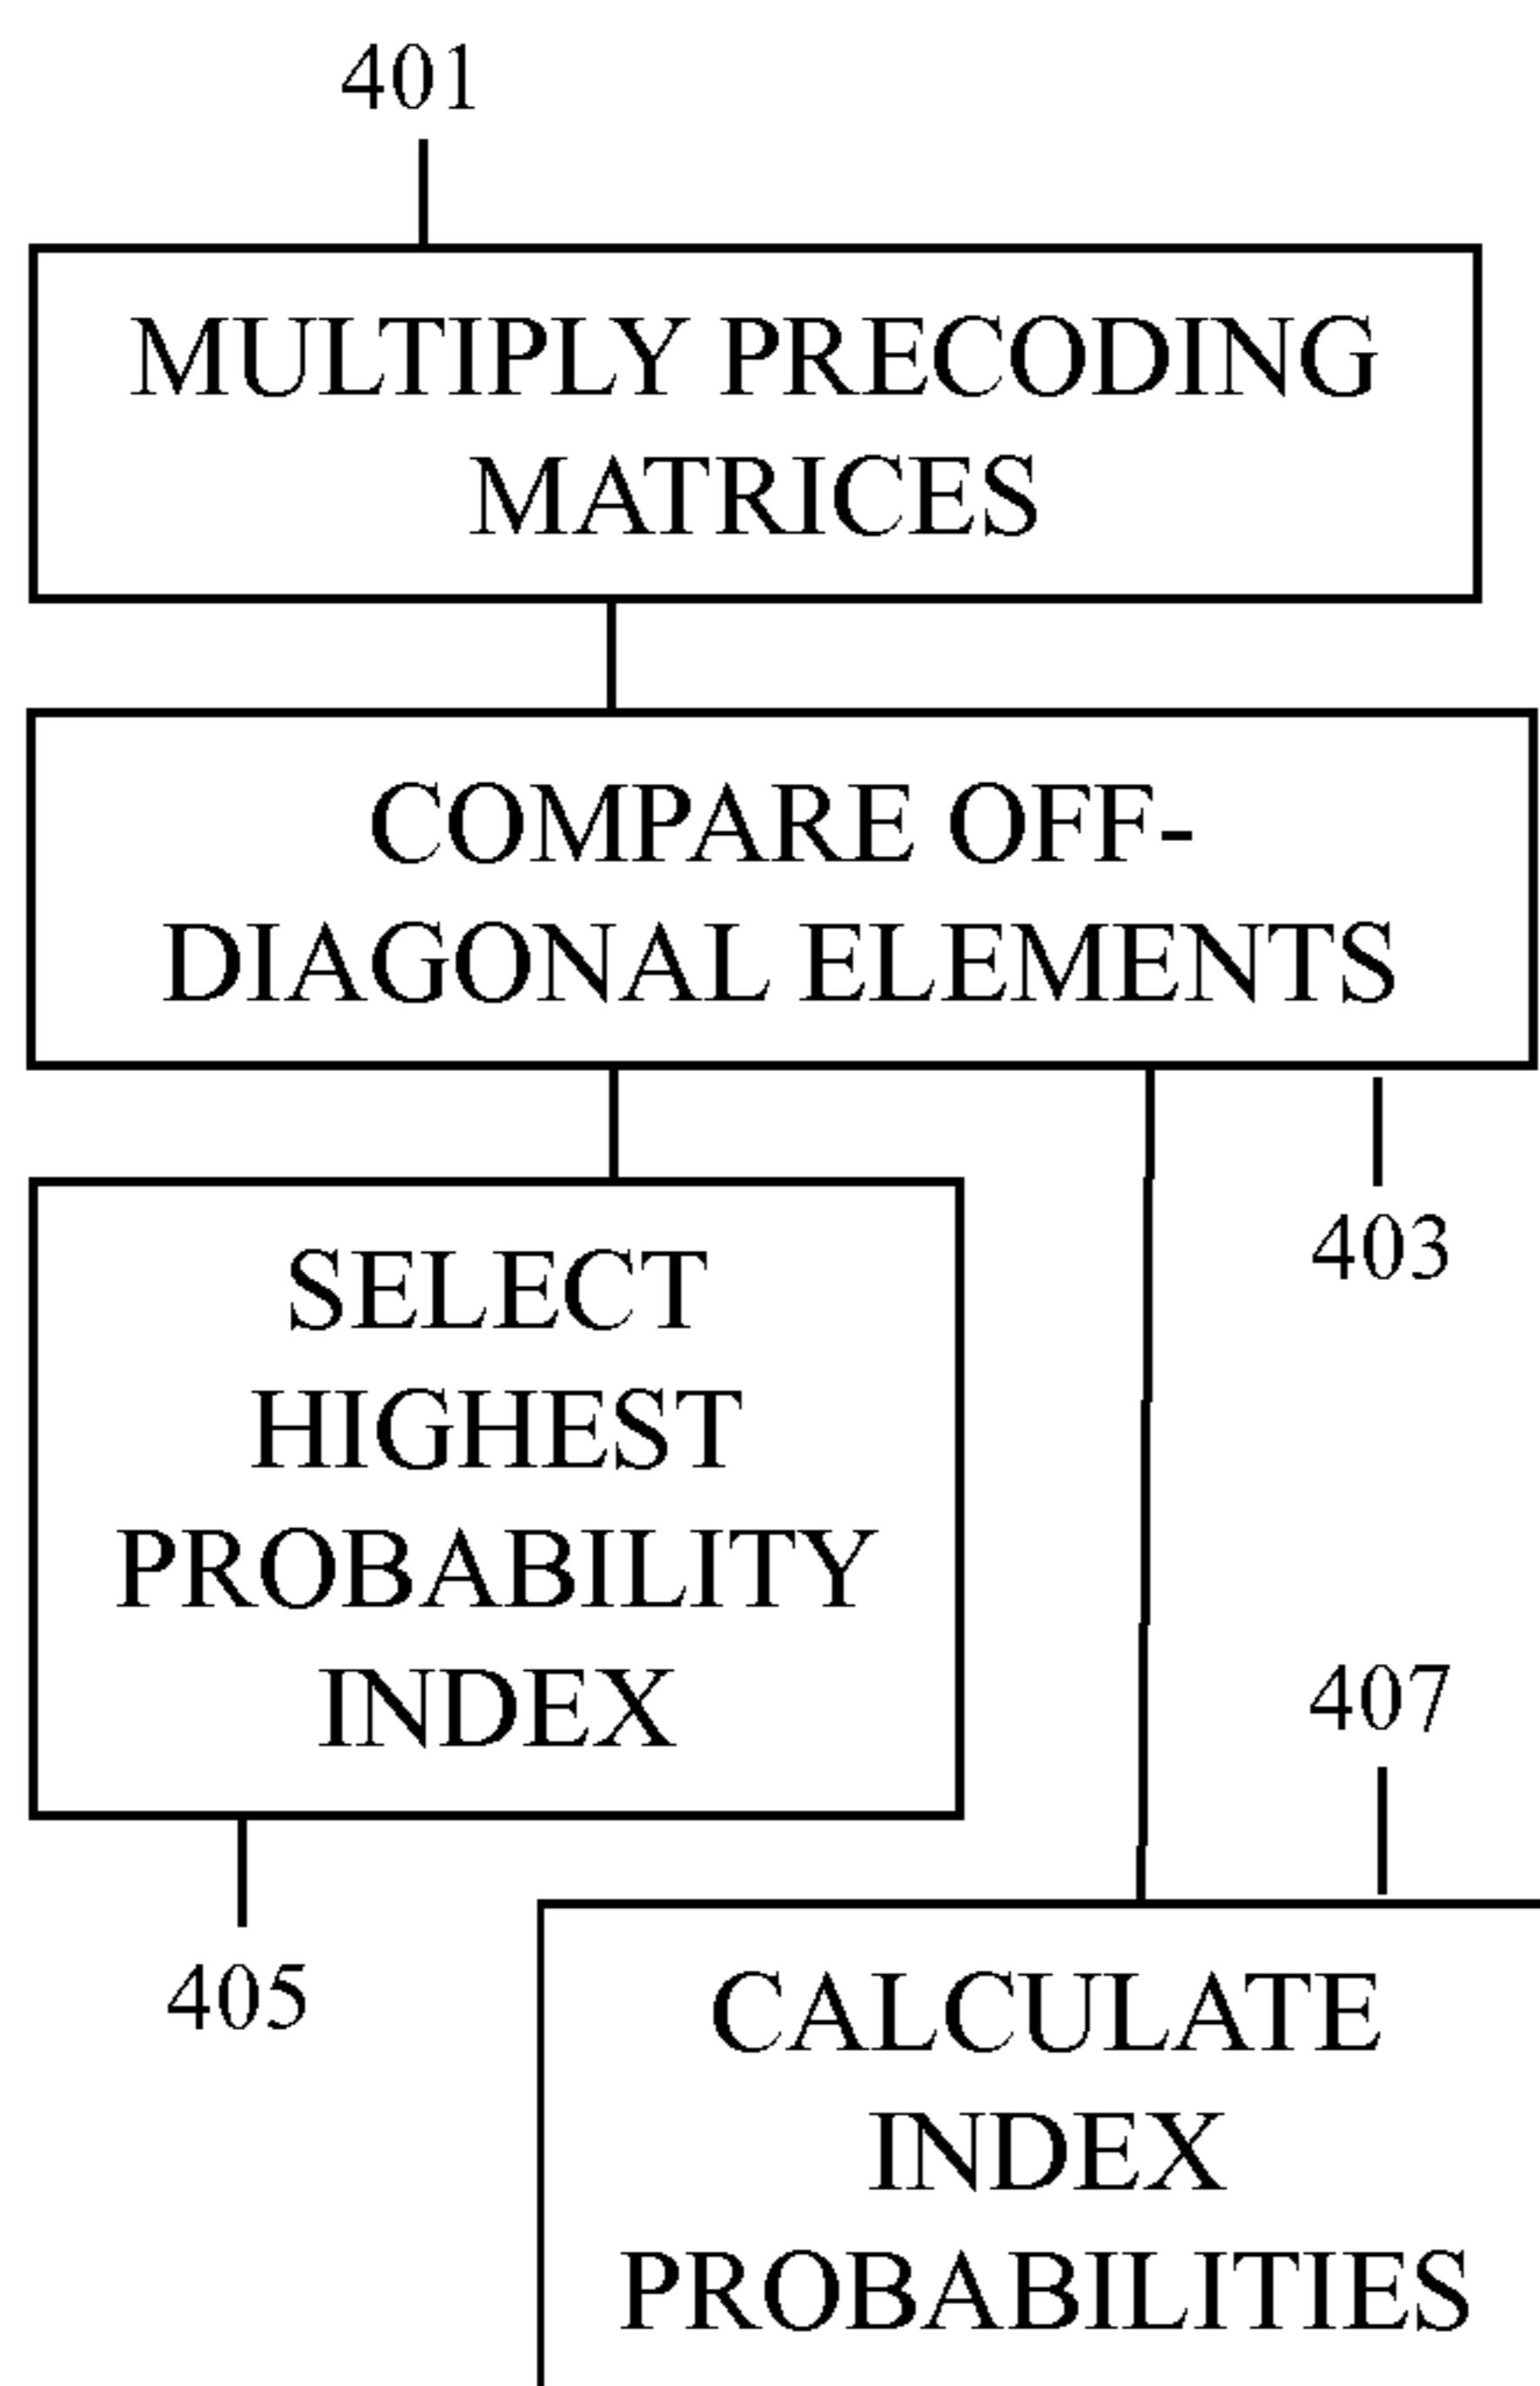 401
MULTIPLY PRECODING
MATRICES
COMPARE OFF-
DIAGONAL ELEMENTS
403
SELECT
HIGHEST
PROBABILITY
INDEX
405
407
CALCULATE
INDEX
PROBABILITIES